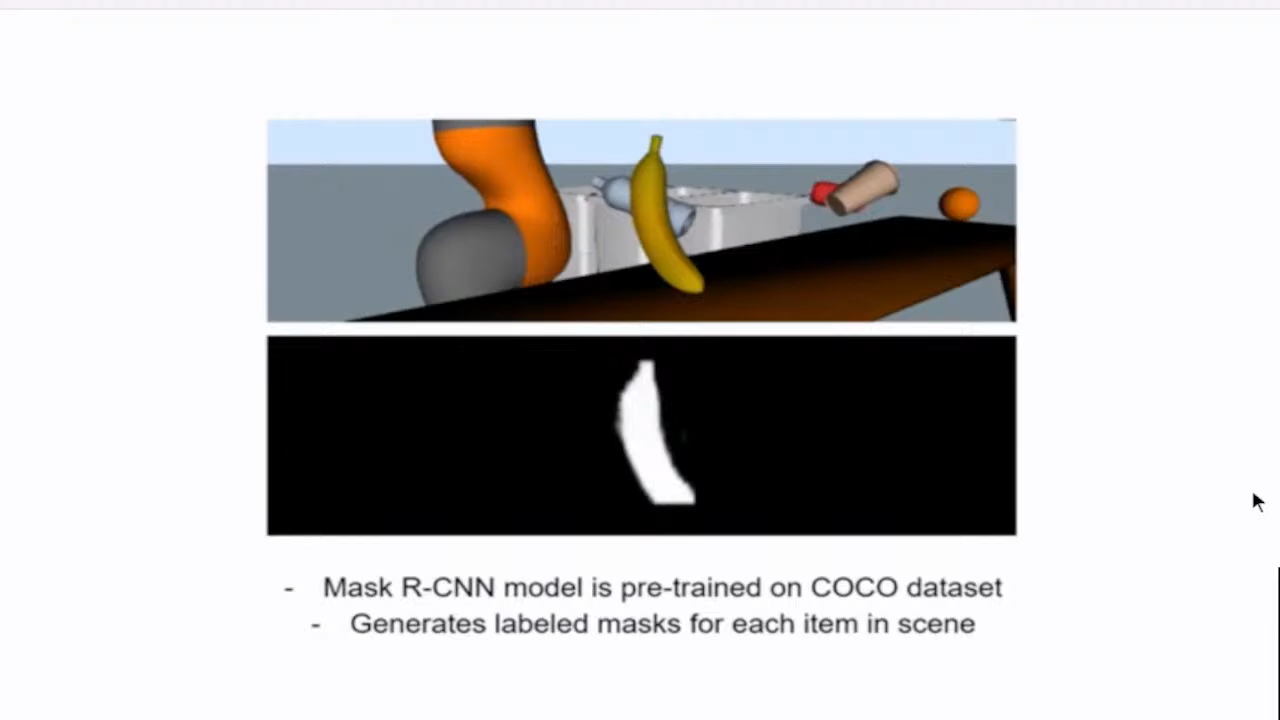 - Mask R-CNN model is pre-trained on COCO dataset
- Generates labeled masks for each item in scene